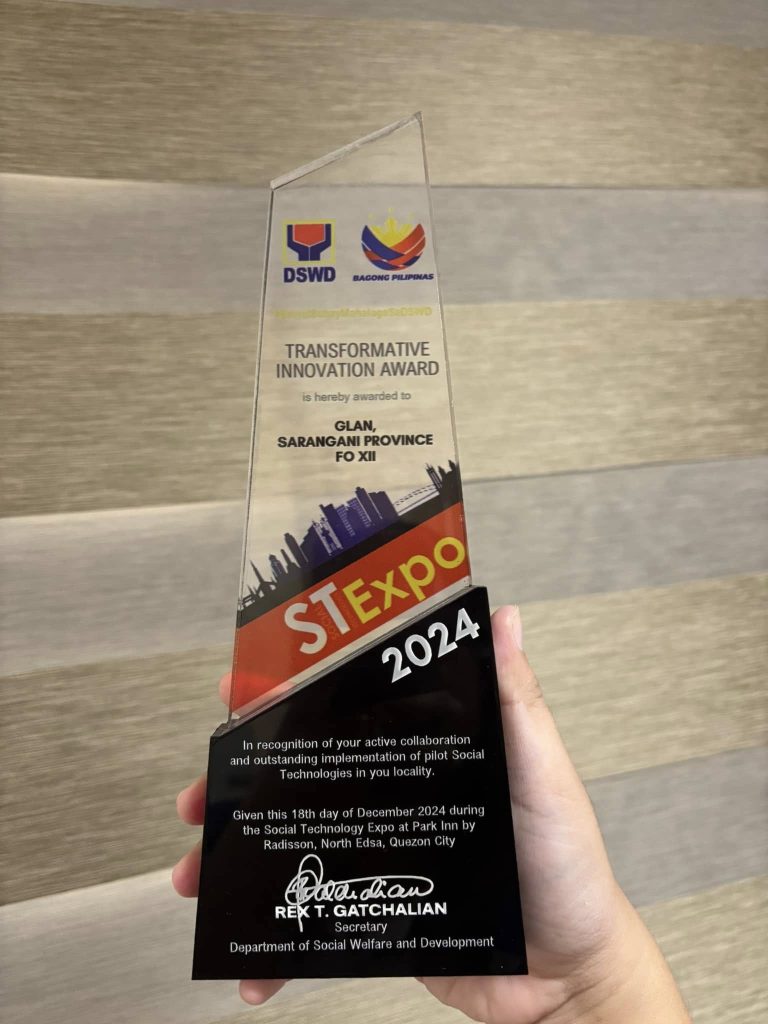 DSWD
BAGONG PILIPINAS
TRANSFORMATIVE
INNOVATION AWARD
is hereby awarded to
GLAN,
SARANGANI PROVINCE
FO XII
STExpo
SOCIAL
2024
In recognition of your active collaboration
and outstanding implementation of pilot Social
Technologies in you locality.
Given this 18th day of December 2024 during
the Social Technology Expo at Park Inn by
Radisson, North Edsa, Quezon City
REX T. GATCHALIAN
Secretary
Department of Social Welfare and Development